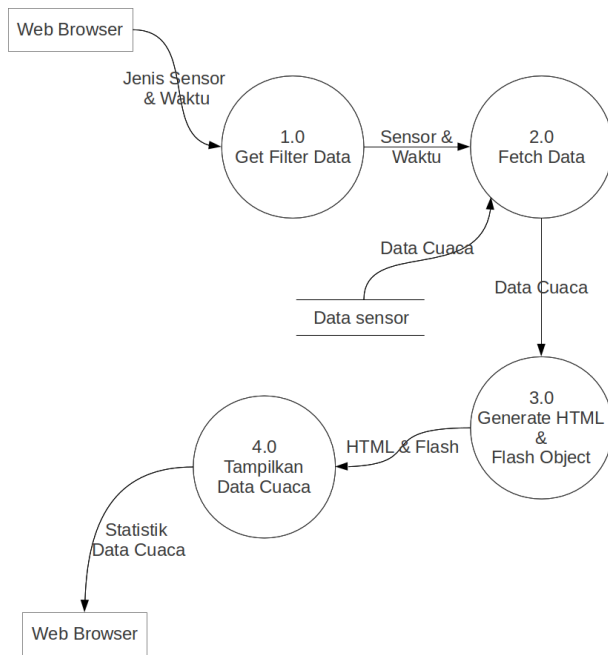 Web Browser
Jenis Sensor
& Waktu
1.0
Get Filter Data
Sensor &
Waktu
2.0
Fetch Data
Data Cuaca
Data sensor
Data Cuaca
3.0
Generate HTML
&
Flash Object
HTML & Flash
4.0
Tampilkan
Data Cuaca
Statistik
Data Cuaca
Web Browser